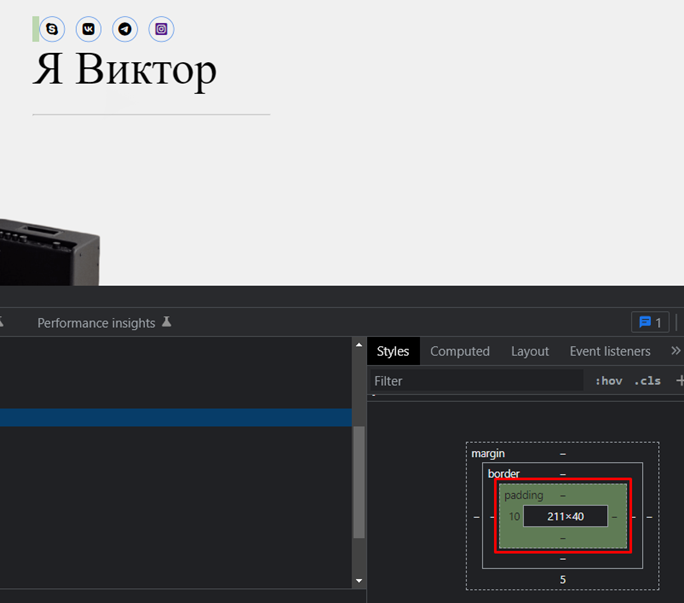 Я Виктор
Performance insights
1
Styles Computed Layout Event listeners »
Filter :hov .cls +
margin –
border –
padding –
– – 10 211×40 – – –
–
–
5